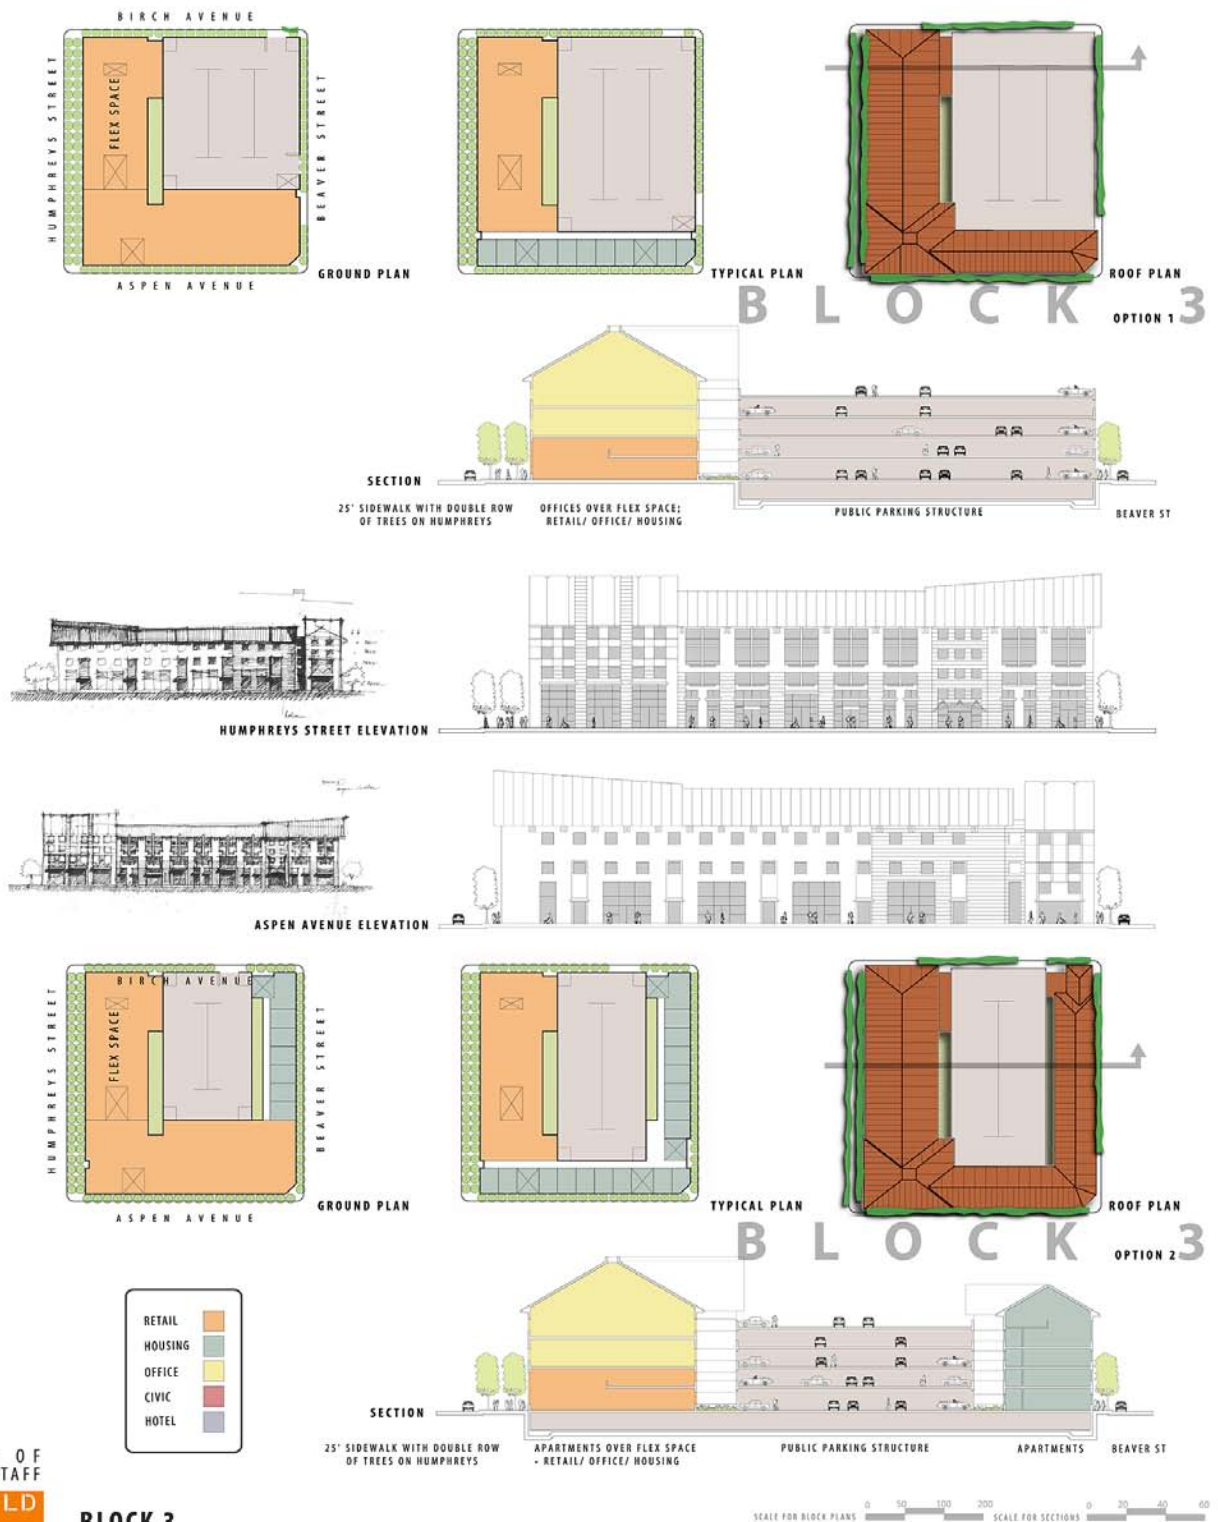 BIRCH AVENUE
HUMPHREYS STREET
FLEX SPACE
BEAVER STREET
GROUND PLAN
ASPEN AVENUE
TYPICAL PLAN
ROOF PLAN
BLOCK 3
OPTION 1
SECTION
25' SIDEWALK WITH DOUBLE ROW
OF TREES ON HUMPHREYS
OFFICES OVER FLEX SPACE;
RETAIL/ OFFICE/ HOUSING
PUBLIC PARKING STRUCTURE
BEAVER ST
HUMPHREYS STREET ELEVATION
ASPEN AVENUE ELEVATION
BIRCH AVENUE
HUMPHREYS STREET
FLEX SPACE
BEAVER STREET
GROUND PLAN
ASPEN AVENUE
TYPICAL PLAN
ROOF PLAN
BLOCK 3
OPTION 2
RETAIL
HOUSING
OFFICE
CIVIC
HOTEL
SECTION
25' SIDEWALK WITH DOUBLE ROW
OF TREES ON HUMPHREYS
APARTMENTS OVER FLEX SPACE
- RETAIL/ OFFICE/ HOUSING
PUBLIC PARKING STRUCTURE
APARTMENTS
BEAVER ST
OF
TAFF
LD
BLOCK 3
SCALE FOR BLOCK PLANS
0 50 100 200
SCALE FOR SECTIONS
0 20 40 60